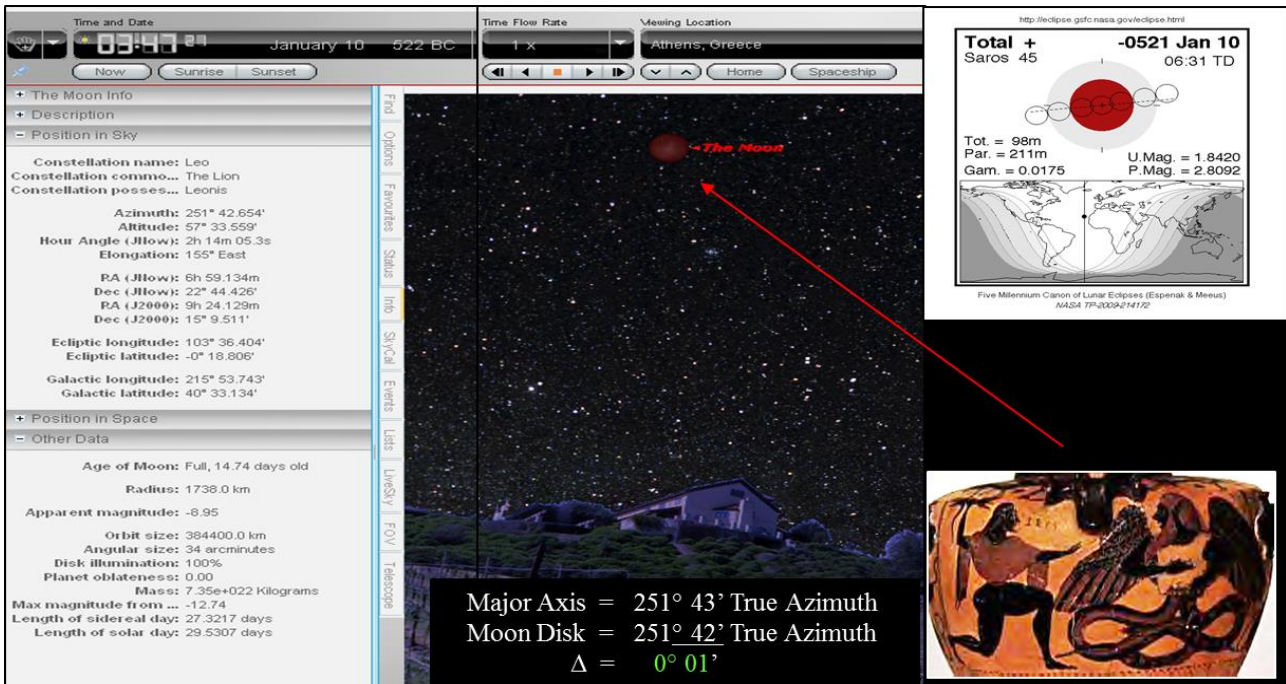 Time and Date
03:47 27 January 10 522 BC
Now Sunrise Sunset
Time Flow Rate
1 x
Viewing Location
Athens, Greece
Home Spaceship
The Moon Info
Description
Position in Sky
Constellation name: Leo
Constellation commo... The Lion
Constellation posses... Leonis
Azimuth: 251° 42.654'
Altitude: 57° 33.559'
Hour Angle (JNow): 2h 14m 05.3s
Elongation: 155° East
RA (JNow): 6h 59.134m
Dec (JNow): 22° 44.426'
RA (J2000): 9h 24.129m
Dec (J2000): 15° 9.511'
Ecliptic longitude: 103° 36.404'
Ecliptic latitude: -0° 18.806'
Galactic longitude: 215° 53.743'
Galactic latitude: 40° 33.134'
Position in Space
Other Data
Age of Moon: Full, 14.74 days old
Radius: 1738.0 km
Apparent magnitude: -8.95
Orbit size: 384400.0 km
Angular size: 34 arcminutes
Disk illumination: 100%
Planet oblateness: 0.00
Mass: 7.35e+022 Kilograms
Max magnitude from ... -12.74
Length of sidereal day: 27.3217 days
Length of solar day: 29.5307 days
Find
Options
Favourites
Status
Info
SkyCal
Events
Lists
LiveSky
FOV
Telescope
The Moon
Major Axis = 251° 43’ True Azimuth
Moon Disk = 251° 42’ True Azimuth
Δ = 0° 01’
http://eclipse.gsfc.nasa.gov/eclipse.html
Total + -0521 Jan 10
Saros 45 06:31 TD
Tot. = 98m
Par. = 211m U.Mag. = 1.8420
Gam. = 0.0175 P.Mag. = 2.8092
Five Millennium Canon of Lunar Eclipses (Espenak & Meeus)
NASA TP-2009-214172